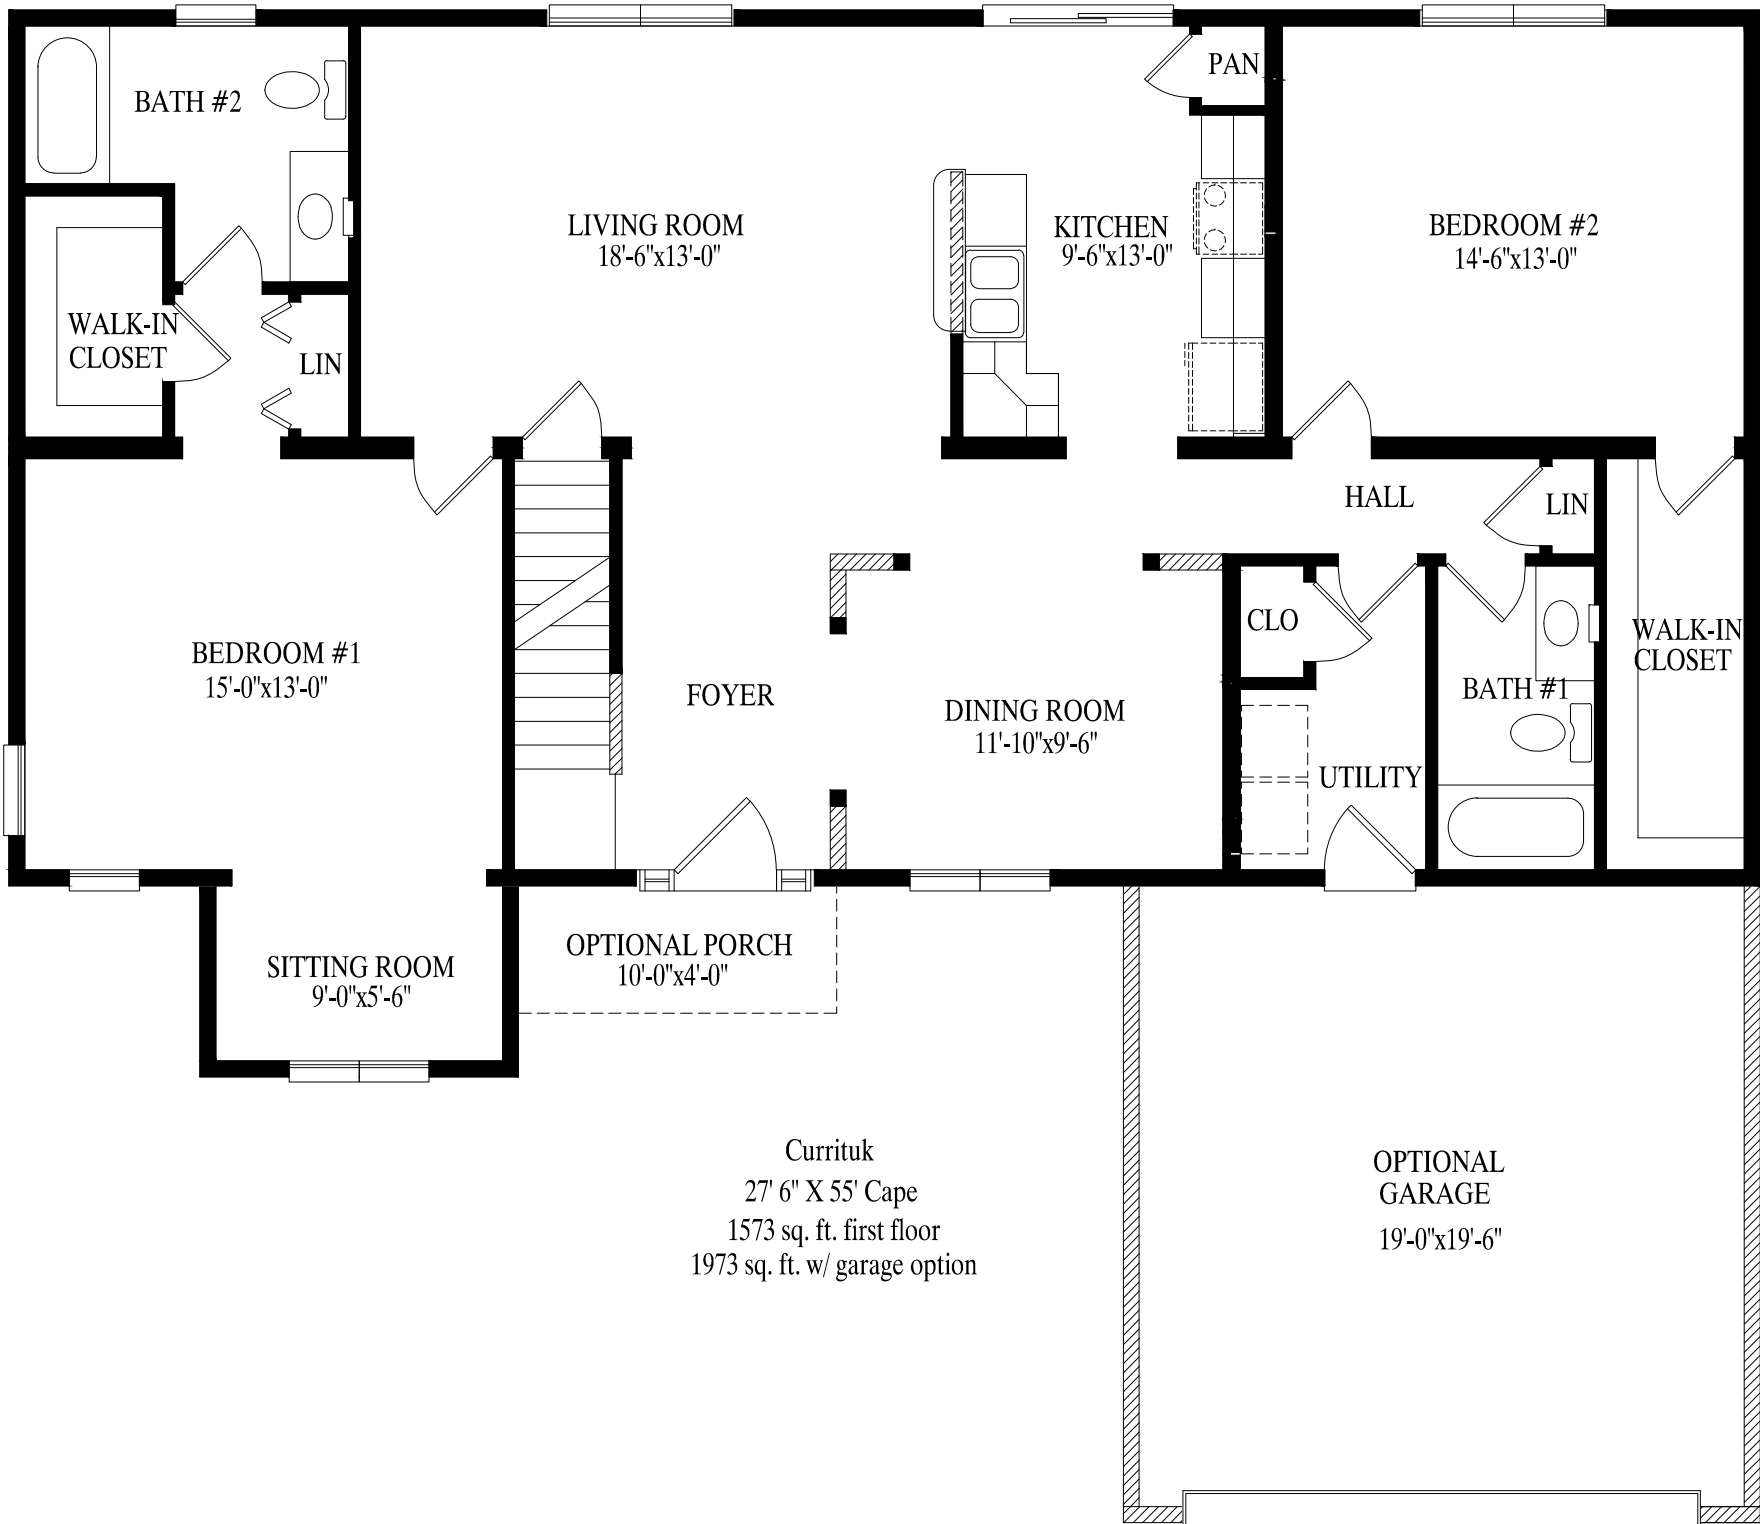 BATH #2
PAN
LIVING ROOM
18'-6"x13'-0"
KITCHEN
9'-6"x13'-0"
BEDROOM #2
14'-6"x13'-0"
WALK-IN
CLOSET
LIN
HALL
LIN
BEDROOM #1
15'-0"x13'-0"
FOYER
DINING ROOM
11'-10"x9'-6"
CLO
UTILITY
BATH #1
WALK-IN
CLOSET
SITTING ROOM
9'-0"x5'-6"
OPTIONAL PORCH
10'-0"x4'-0"
Currituk
27' 6" X 55' Cape
1573 sq. ft. first floor
1973 sq. ft. w/ garage option
OPTIONAL
GARAGE
19'-0"x19'-6"